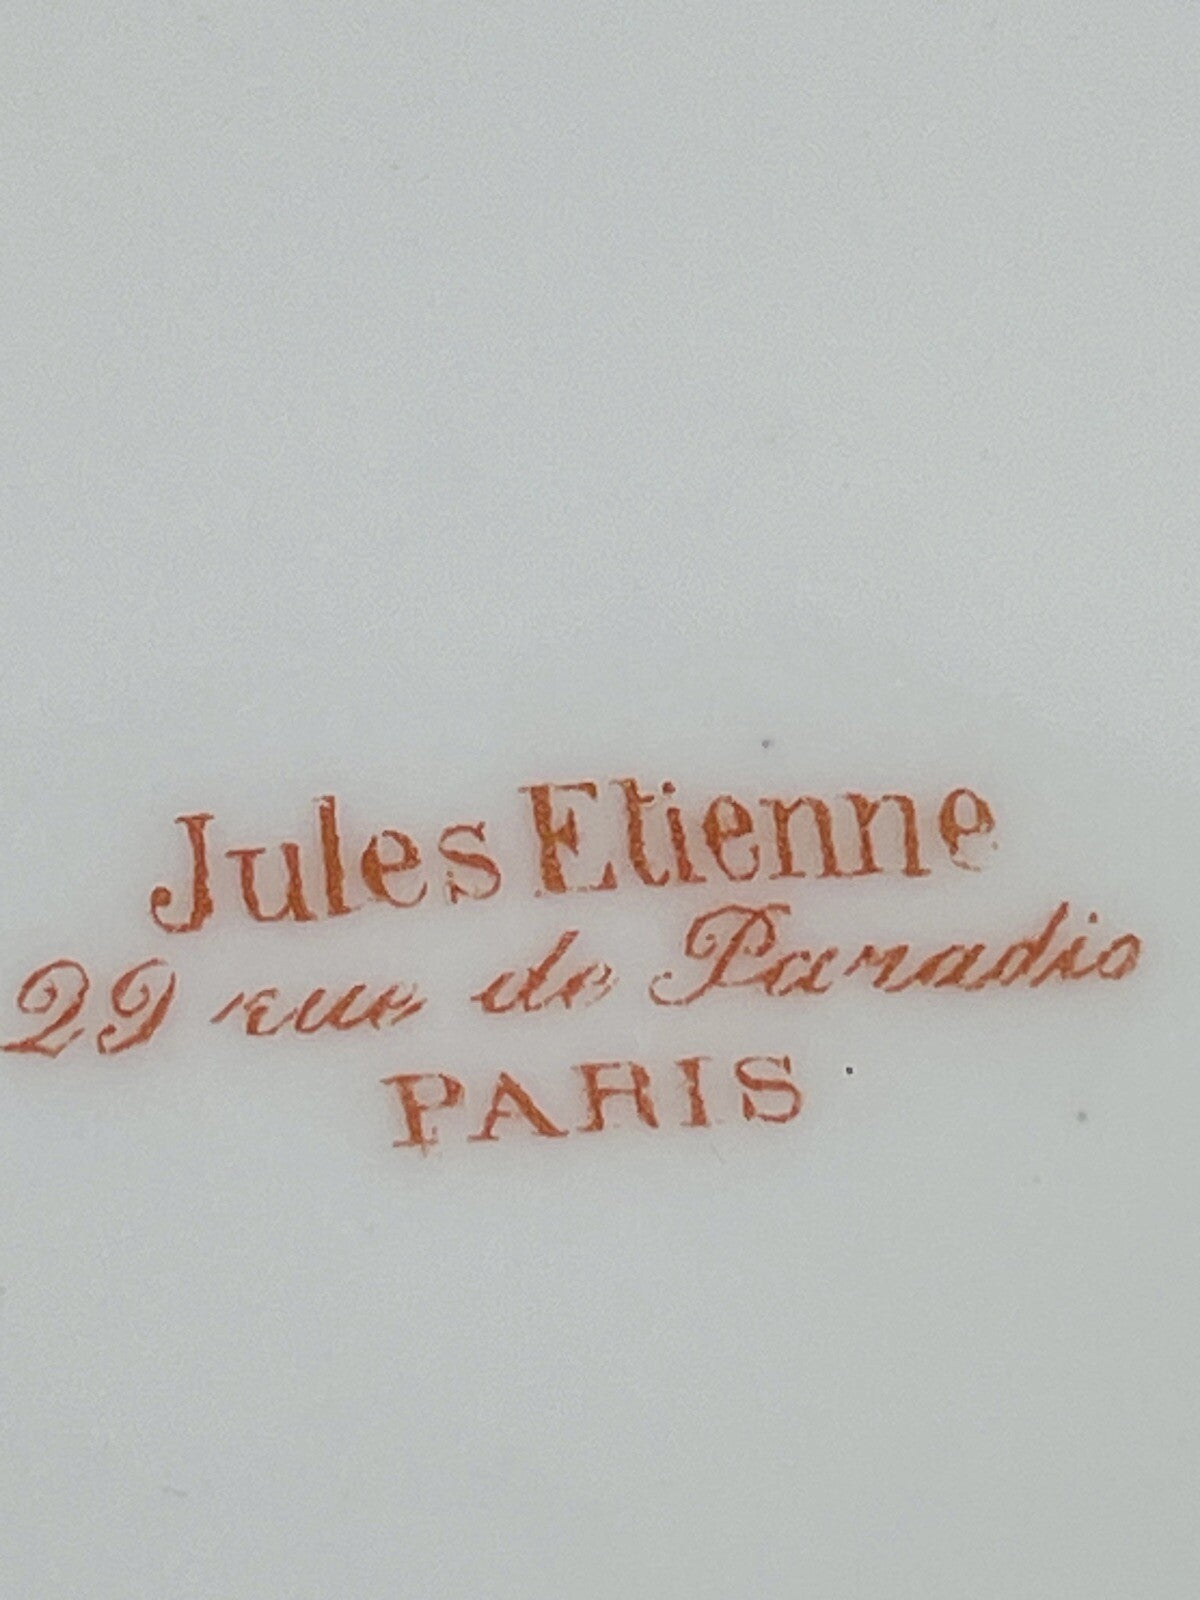 Jules Etienne
29 rue de Paradis
PARIS